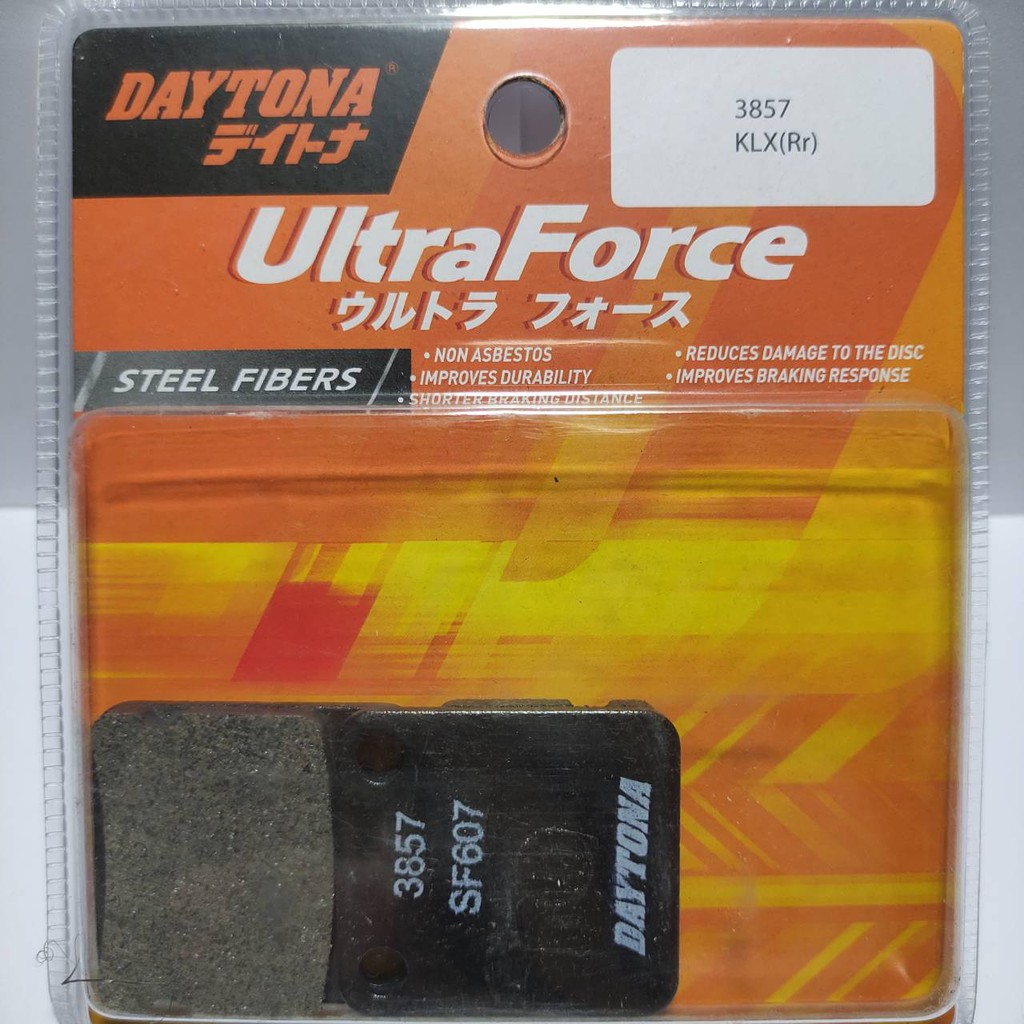 DAYTONA®
デイトナ
3857
KLX(Rr)
UltraForce
ウルトラ フォース
STEEL FIBERS
• NON ASBESTOS
• IMPROVES DURABILITY
• SHORTER BRAKING DISTANCE
• REDUCES DAMAGE TO THE DISC
• IMPROVES BRAKING RESPONSE
3857
SF607
DAYTONA